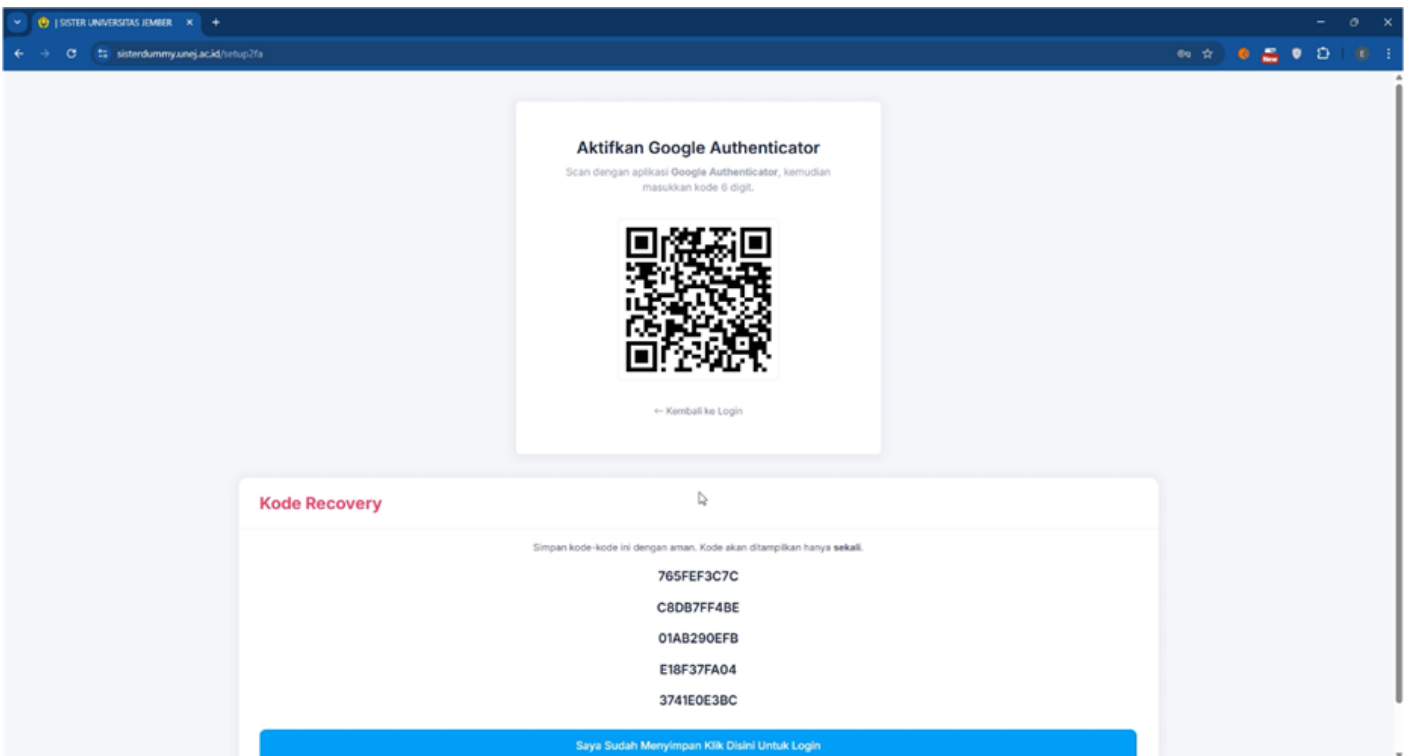 | SISTER UNIVERSITAS JEMBER
sisterdummy.unej.ac.id/setup2fa
New
E
Aktifkan Google Authenticator
Scan dengan aplikasi Google Authenticator, kemudian
masukkan kode 6 digit.
← Kembali ke Login
Kode Recovery
Simpan kode-kode ini dengan aman. Kode akan ditampilkan hanya sekali.
765FEF3C7C
C8DB7FF4BE
01AB290EFB
E18F37FA04
3741E0E3BC
Saya Sudah Menyimpan Klik Disini Untuk Login